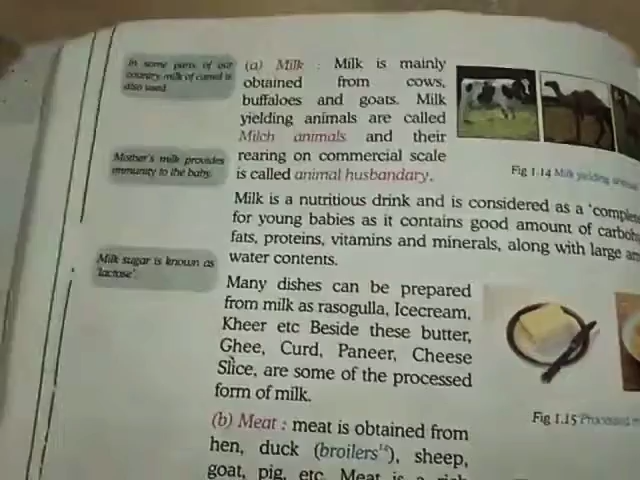 In some parts of our
country, milk of camel is
also used.
(a) Milk : Milk is mainly
obtained from cows,
buffaloes and goats. Milk
yielding animals are called
Milch animals and their
rearing on commercial scale
is called animal husbandary.
Mother's milk provides
immunity to the baby.
Fig 1.14 Milk yielding
Milk is a nutritious drink and is considered as a 'complete
for young babies as it contains good amount of
fats, proteins, vitamins and minerals, along with large
water contents.
Milk sugar is known as
'lactose'.
Many dishes can be prepared
from milk as rasogulla, Icecream,
Kheer etc Beside these butter,
Ghee, Curd, Paneer, Cheese
Slice, are some of the processed
form of milk.
Fig 1.15 Processed
(b) Meat : meat is obtained from
hen, duck (broilers), sheep,
goat, pig, etc. Meat is a rich